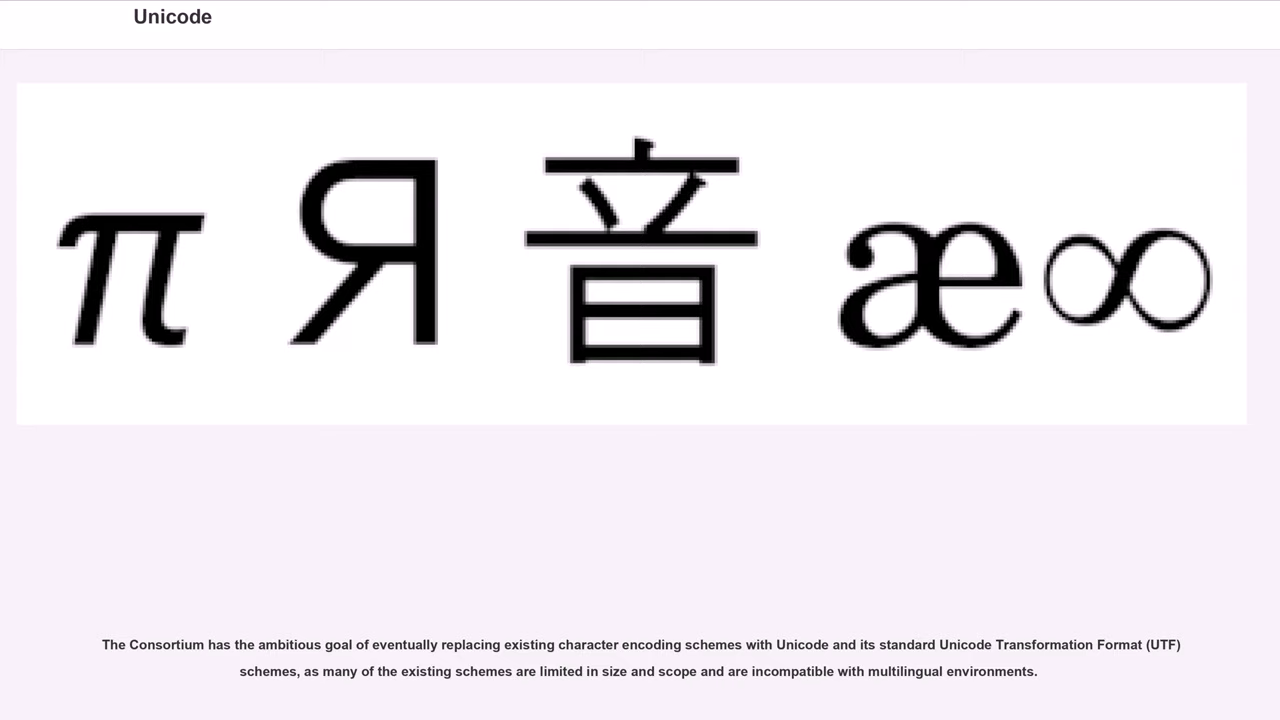 Unicode
π Я 音 æ ∞
The Consortium has the ambitious goal of eventually replacing existing character encoding schemes with Unicode and its standard Unicode Transformation Format (UTF)
schemes, as many of the existing schemes are limited in size and scope and are incompatible with multilingual environments.